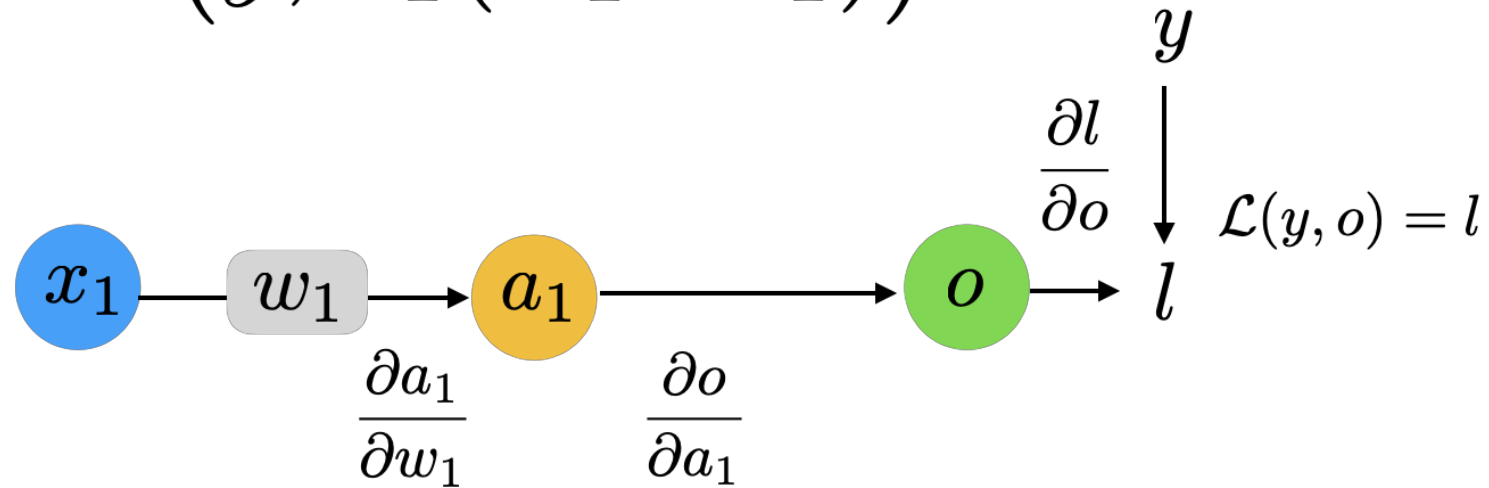 y
∂l/∂o
L(y, o) = l
x₁ w₁ a₁ o l
∂a₁/∂w₁ ∂o/∂a₁